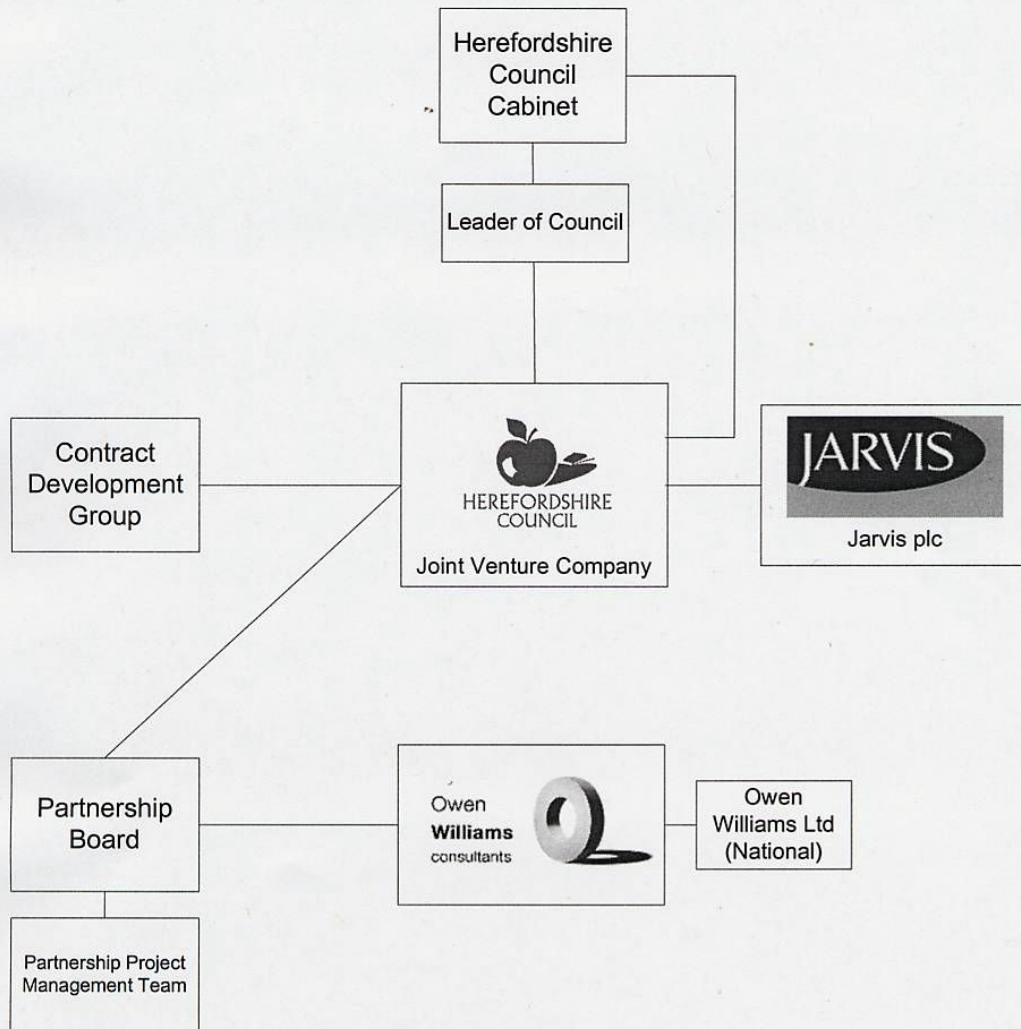 Herefordshire
Council
Cabinet
Leader of Council
Contract
Development
Group
HEREFORDSHIRE
COUNCIL
Joint Venture Company
JARVIS
Jarvis plc
Partnership
Board
Owen
Williams
consultants
Owen
Williams Ltd
(National)
Partnership Project
Management Team